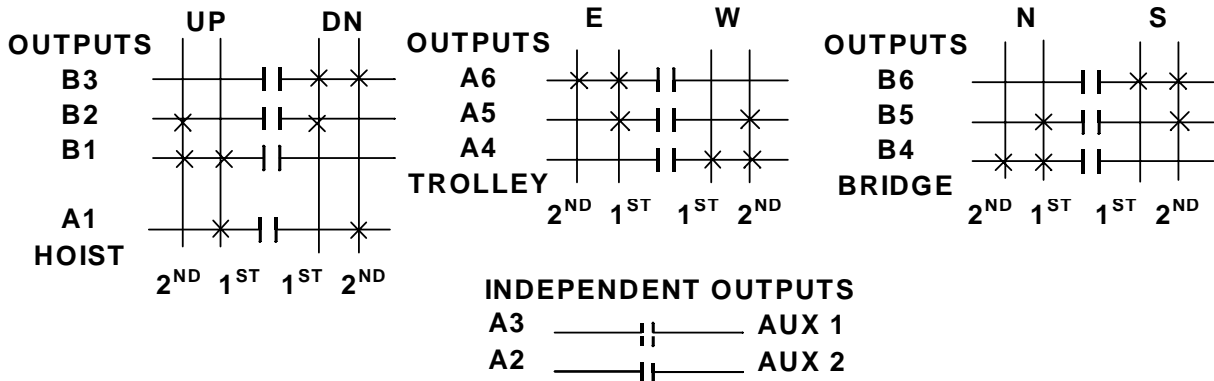 UP DN
OUTPUTS
B3
B2
B1
A1
HOIST
2ND 1ST 1ST 2ND
E W
OUTPUTS
A6
A5
A4
TROLLEY
2ND 1ST 1ST 2ND
N S
OUTPUTS
B6
B5
B4
BRIDGE
2ND 1ST 1ST 2ND
INDEPENDENT OUTPUTS
A3 AUX 1
A2 AUX 2